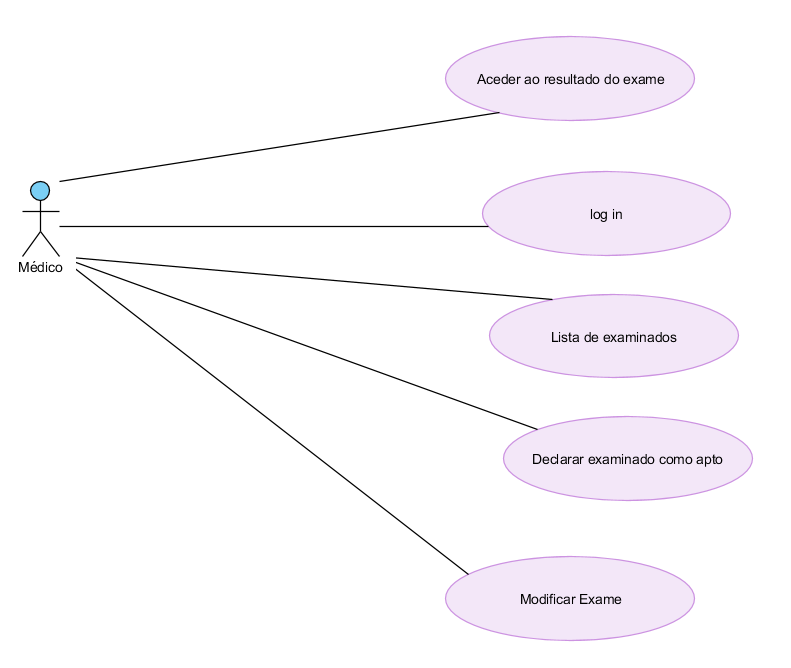 Aceder ao resultado do exame
log in
Médico
Lista de examinados
Declarar examinado como apto
Modificar Exame